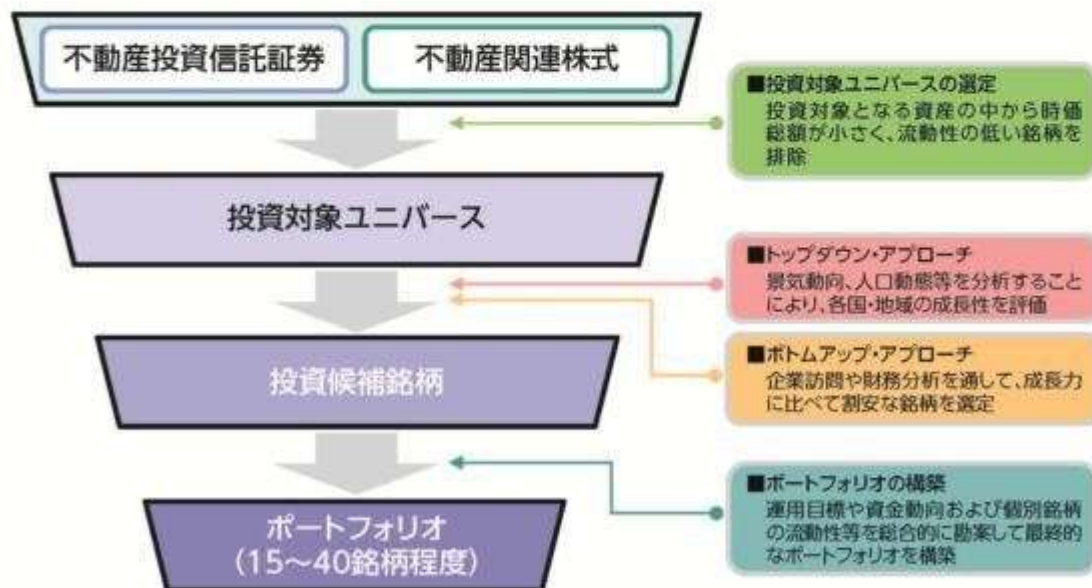 不動産投資信託証券
不動産関連株式
■投資対象ユニバースの選定
投資対象となる資産の中から時価
総額が小さく、流動性の低い銘柄を
排除
投資対象ユニバース
■トップダウン・アプローチ
景気動向、人口動態等を分析すること
により、各国・地域の成長性を評価
■ボトムアップ・アプローチ
企業訪問や財務分析を通して、成長力
に比べて割安な銘柄を選定
投資候補銘柄
■ポートフォリオの構築
運用目標や資金動向および個別銘柄
の流動性等を総合的に勘案して最終的
なポートフォリオを構築
ポートフォリオ
(15～40銘柄程度)